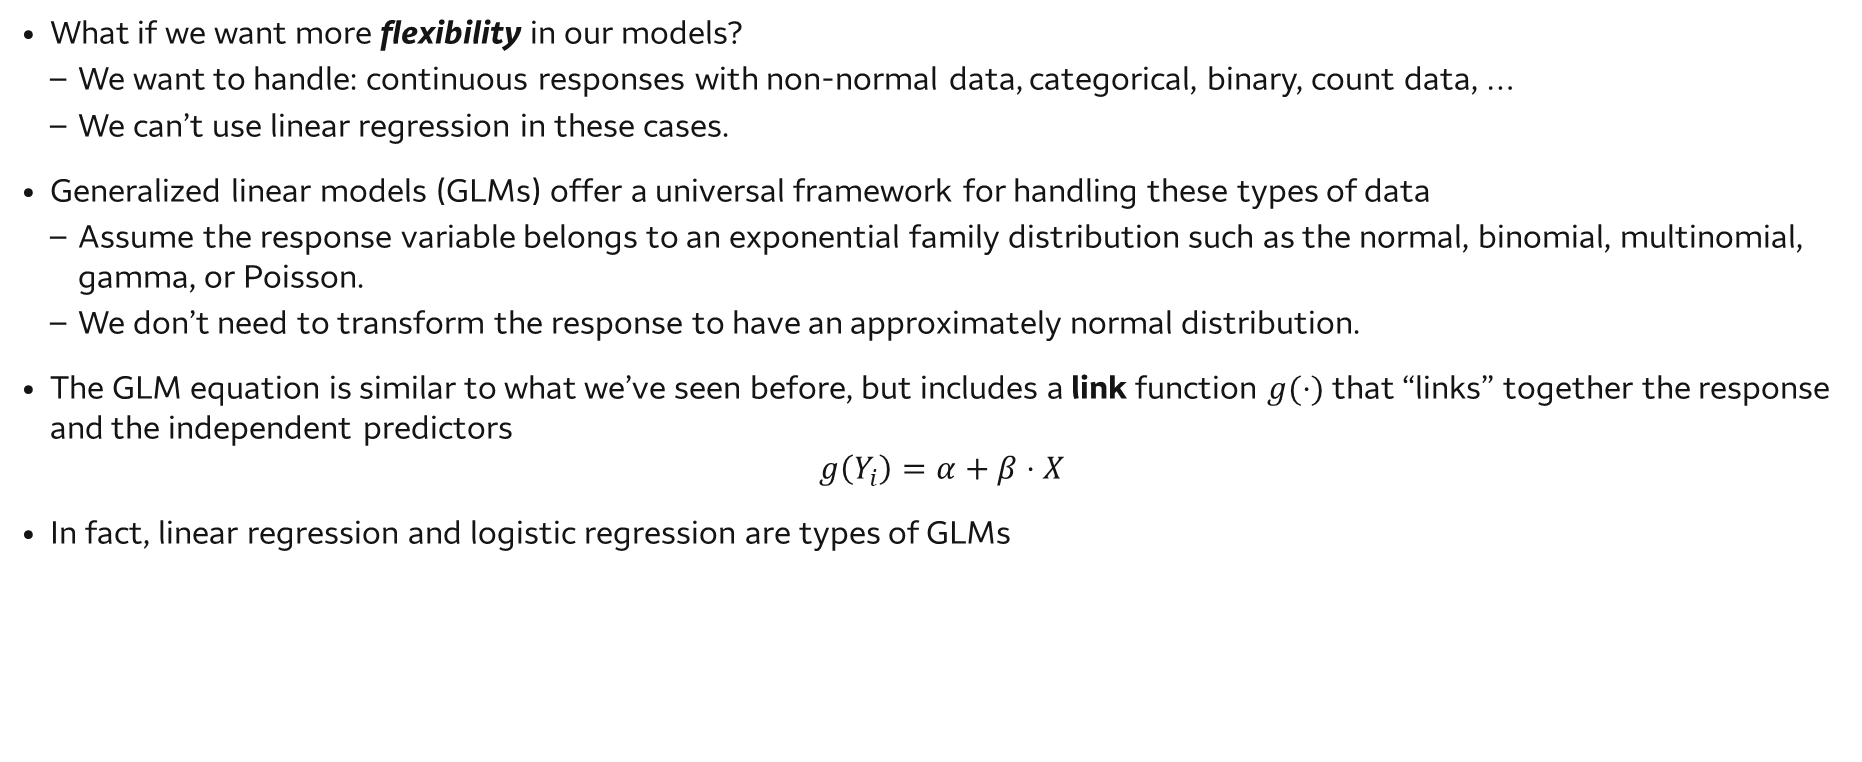 • What if we want more flexibility in our models?
– We want to handle: continuous responses with non-normal data, categorical, binary, count data, …
– We can’t use linear regression in these cases.
• Generalized linear models (GLMs) offer a universal framework for handling these types of data
– Assume the response variable belongs to an exponential family distribution such as the normal, binomial, multinomial,
gamma, or Poisson.
– We don’t need to transform the response to have an approximately normal distribution.
• The GLM equation is similar to what we’ve seen before, but includes a link function g(·) that “links” together the response
and the independent predictors
g(Yᵢ) = α + β · X
• In fact, linear regression and logistic regression are types of GLMs